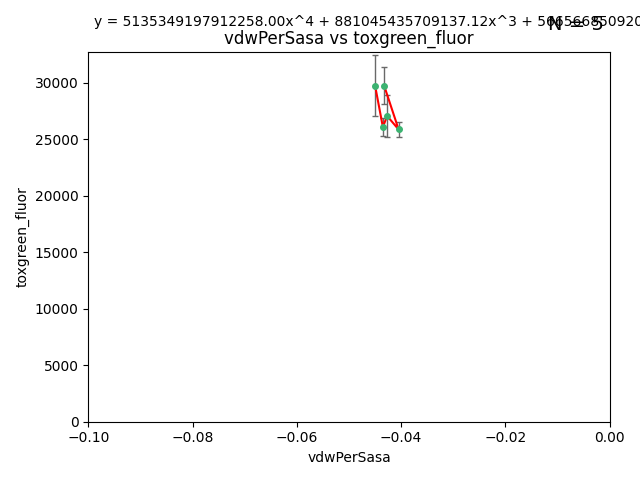 y = 5135349197912258.00x^4 + 881045435709137.12x^3 +
N = 5
vdwPerSasa vs toxgreen_fluor
30000
25000
20000
15000
10000
5000
0
toxgreen_fluor
−0.10 −0.08 −0.06 −0.04 −0.02 0.00
vdwPerSasa